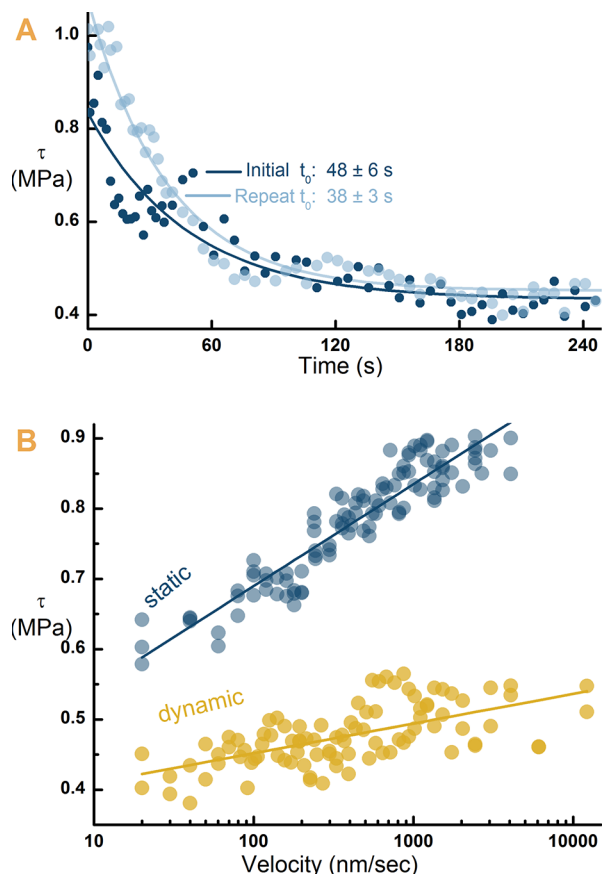 A
1.0
0.8
τ
(MPa)
0.6
0.4
Initial t0: 48 ± 6 s
Repeat t0: 38 ± 3 s
0
60
120
180
240
Time (s)
B
0.9
0.8
0.7
τ
(MPa)
0.6
0.5
0.4
static
dynamic
10
100
1000
10000
Velocity (nm/sec)